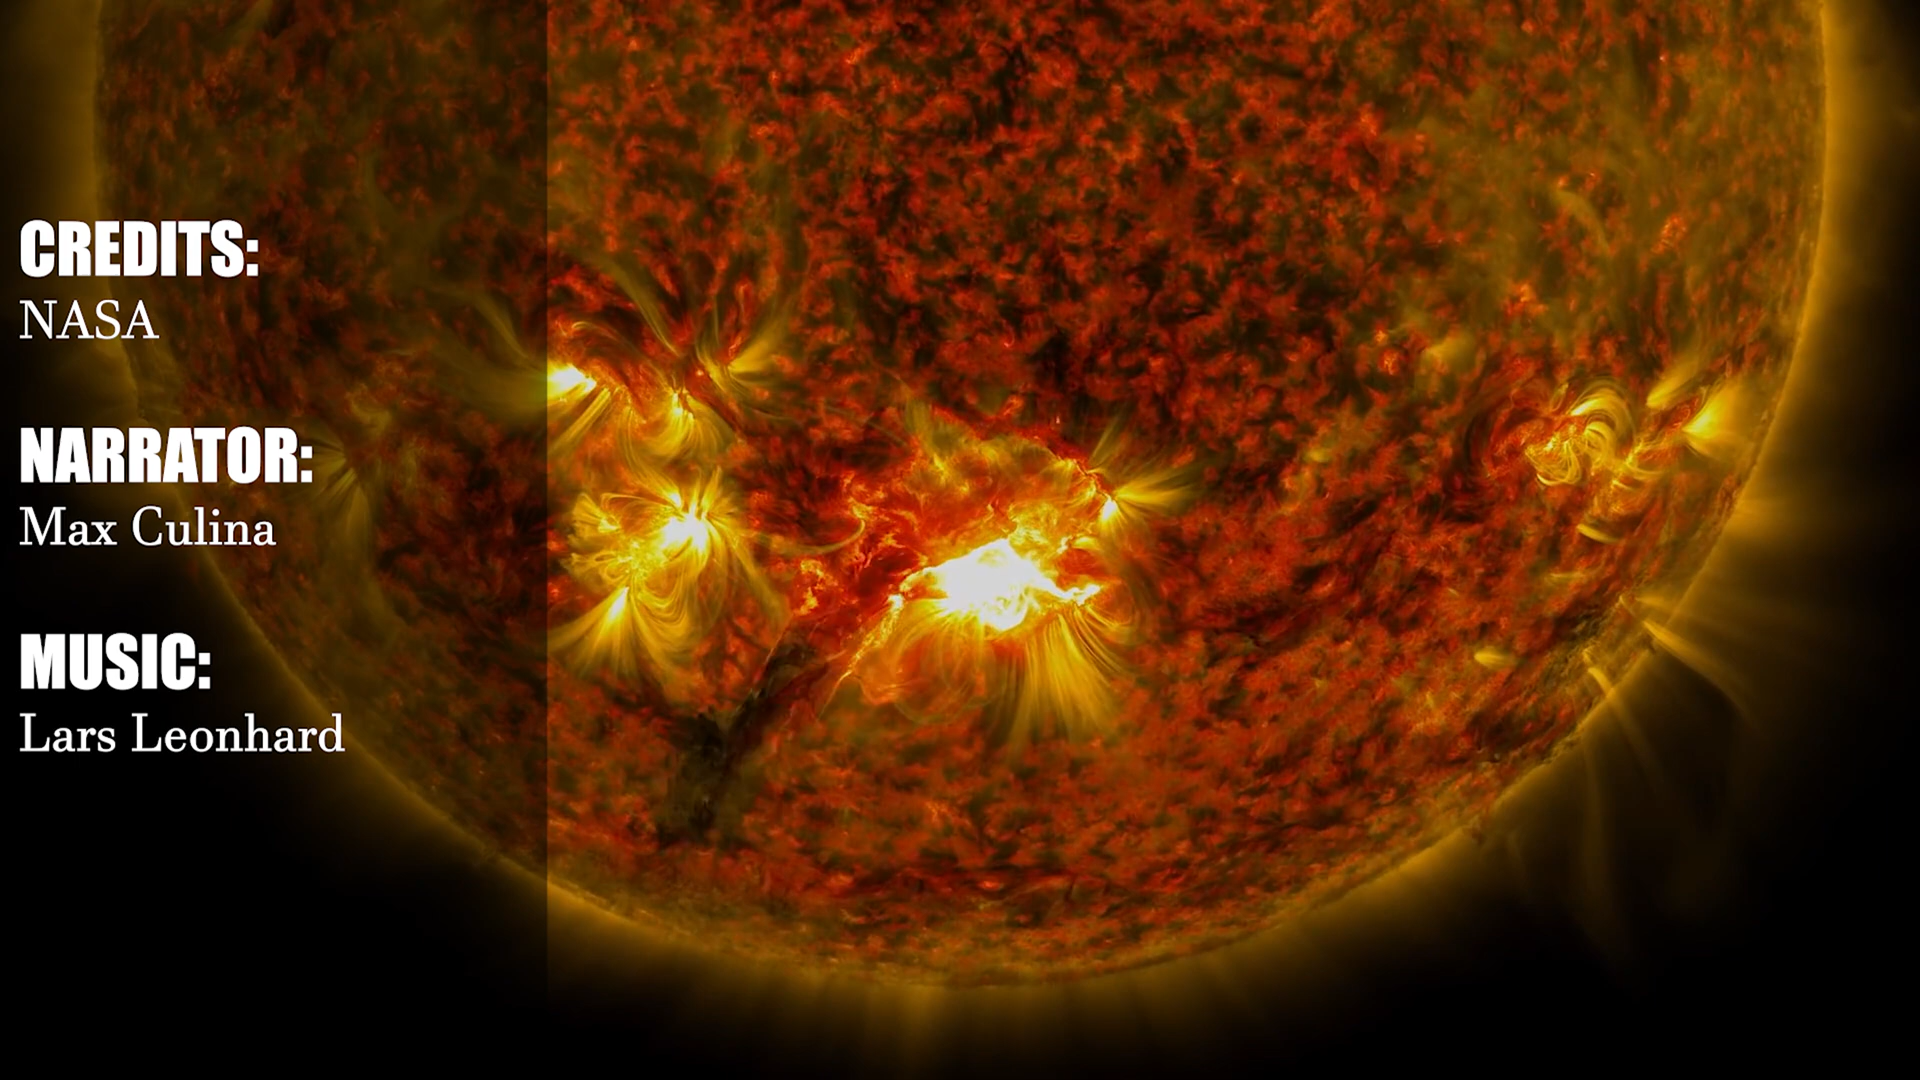 CREDITS:
NASA
NARRATOR:
Max Culina
MUSIC:
Lars Leonhard